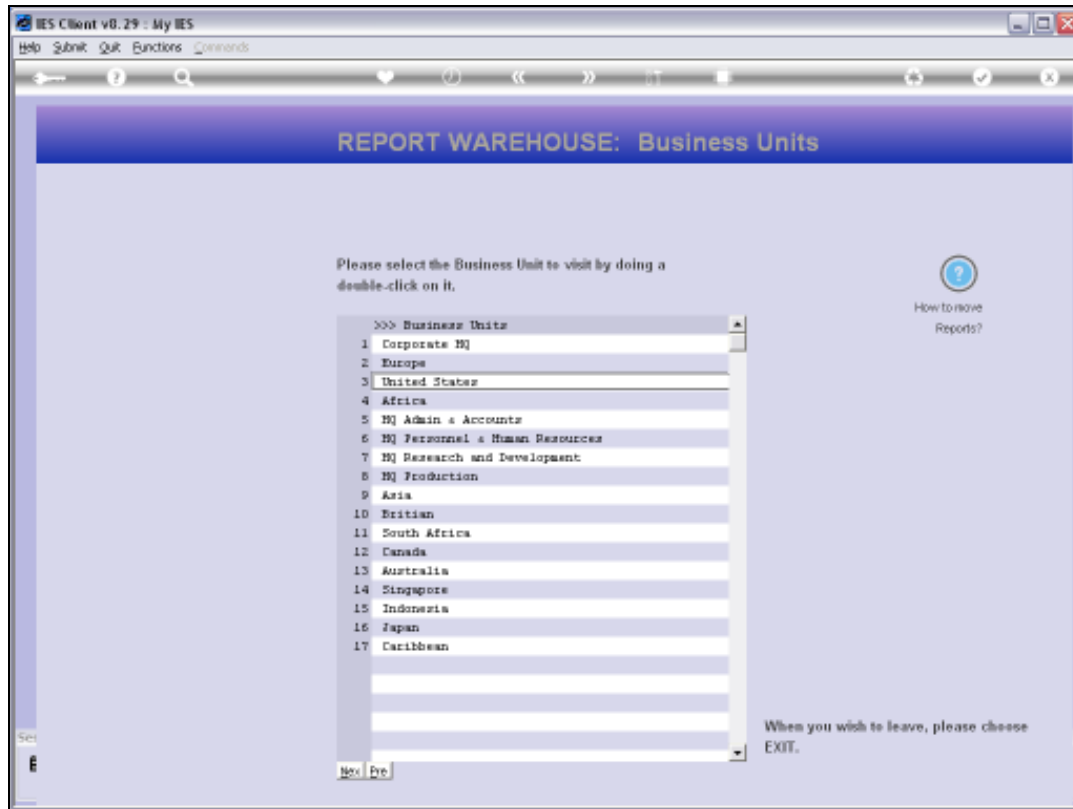 IES Client v8.29 : My IES
Help Submit Quit Functions Commands
REPORT WAREHOUSE: Business Units
Please select the Business Unit to visit by doing a
double-click on it.
How to move
Reports?
>>> Business Units
1 Corporate HQ
2 Europe
3 United States
4 Africa
5 HQ Admin & Accounts
6 HQ Personnel & Human Resources
7 HQ Research and Development
8 HQ Production
9 Asia
10 Britian
11 South Africa
12 Canada
13 Australia
14 Singapore
15 Indonesia
16 Japan
17 Caribbean
When you wish to leave, please choose
EXIT.
Nex Pre